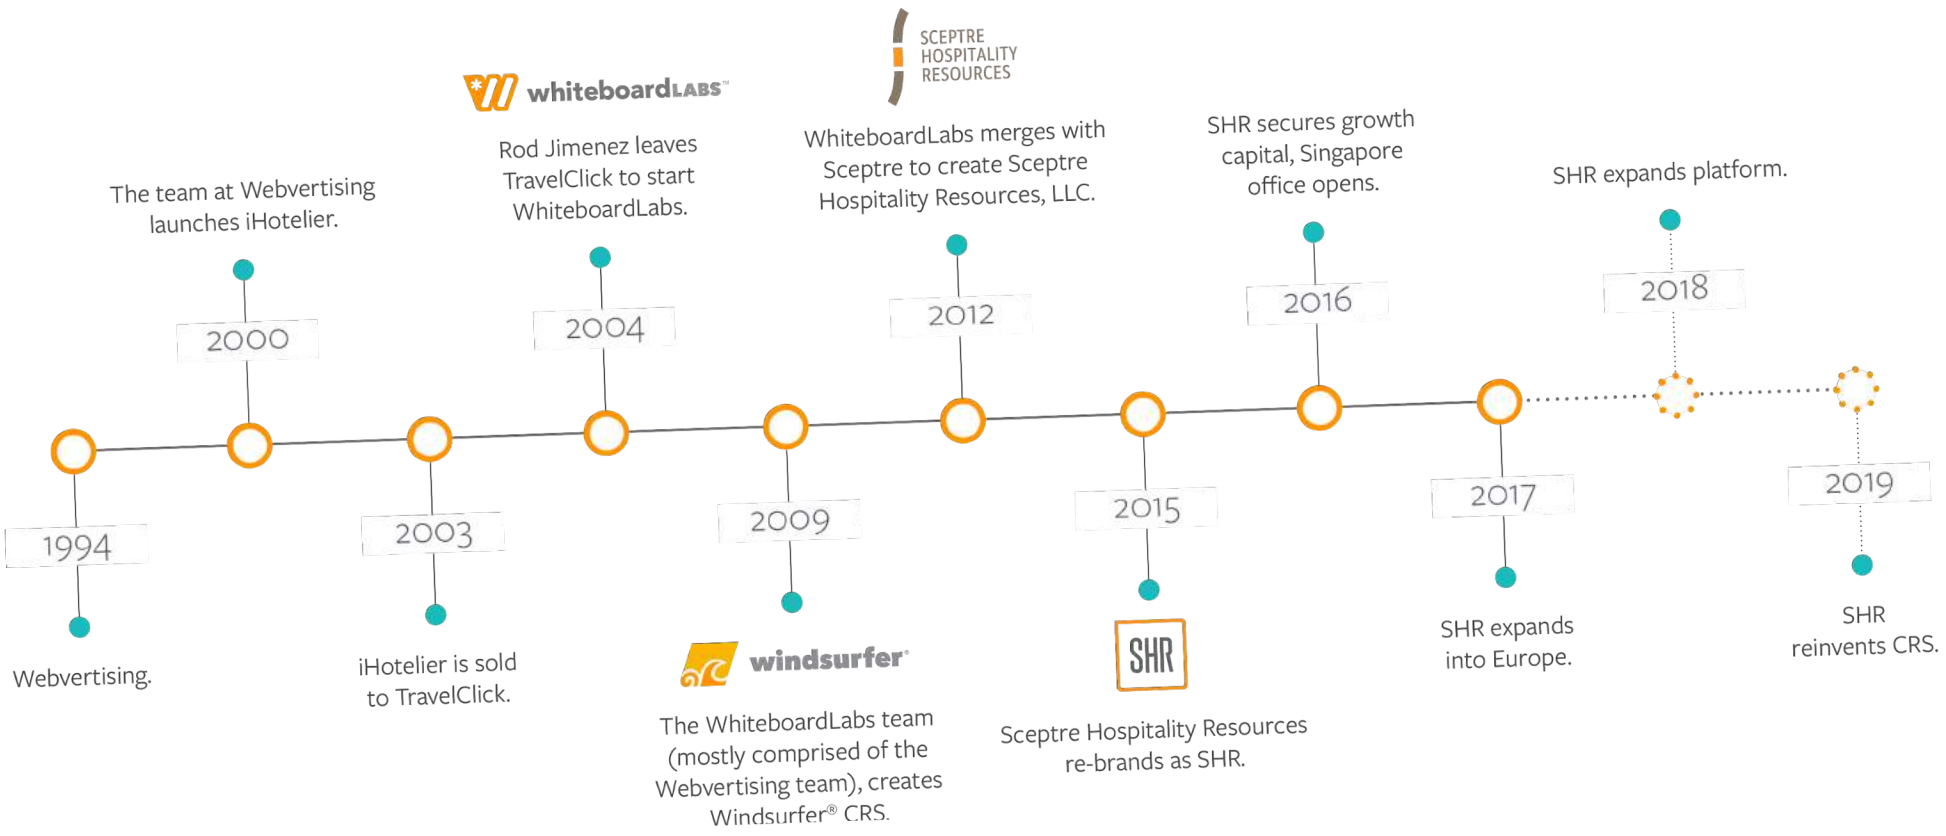 1994
Webvertising.
The team at Webvertising
launches iHotelier.
2000
2003
iHotelier is sold
to TravelClick.
whiteboardLABS™
Rod Jimenez leaves
TravelClick to start
WhiteboardLabs.
2004
2009
windsurfer®
The WhiteboardLabs team
(mostly comprised of the
Webvertising team), creates
Windsurfer® CRS.
SCEPTRE
HOSPITALITY
RESOURCES
WhiteboardLabs merges with
Sceptre to create Sceptre
Hospitality Resources, LLC.
2012
2015
SHR
Sceptre Hospitality Resources
re-brands as SHR.
SHR secures growth
capital, Singapore
office opens.
2016
2017
SHR expands
into Europe.
SHR expands platform.
2018
2019
SHR
reinvents CRS.